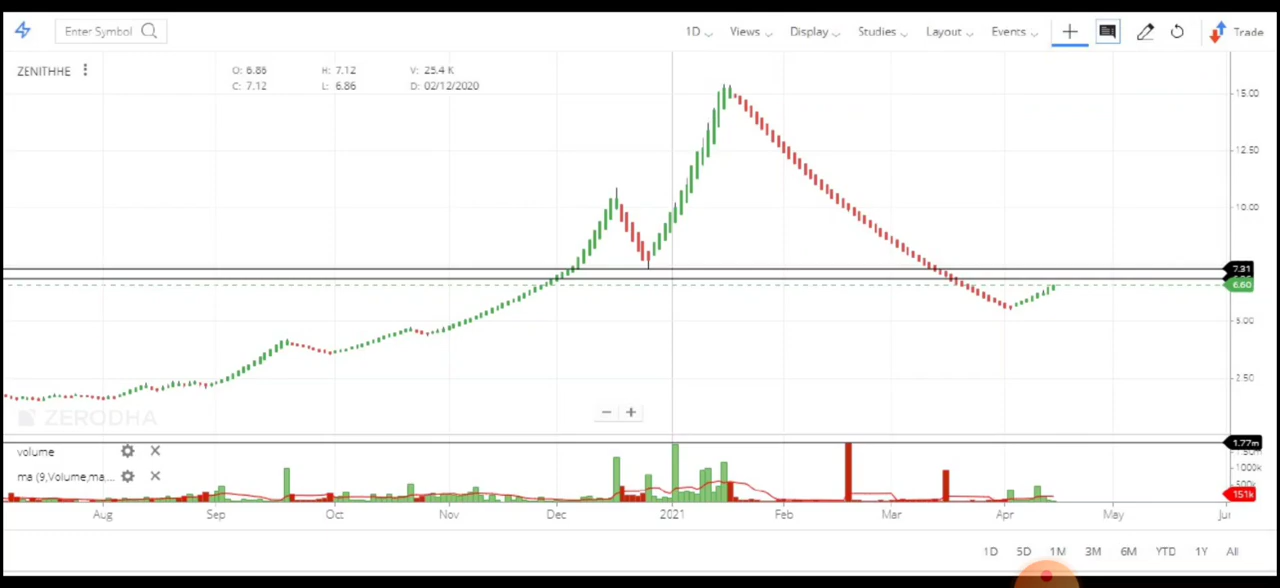 Enter Symbol 1D Views Display Studies Layout Events Trade
ZENITHHE O: 6.86 H: 7.12 V: 25.4 K
C: 7.12 L: 6.86 D: 02/12/2020
15.00
12.50
10.00
7.31
6.60
5.00
2.50
ZERODHA
1.77m
volume
1000k
ma (9,Volume,ma...
151k
Aug Sep Oct Nov Dec 2021 Feb Mar Apr May
1D 5D 1M 3M 6M YTD 1Y All